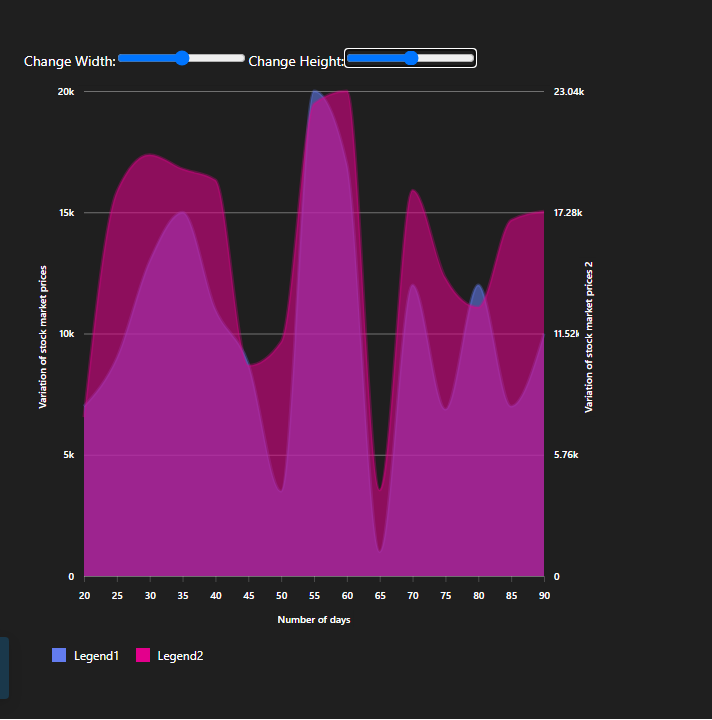 Change Width: Change Height:
20k 23.04k
15k 17.28k
10k 11.52k
5k 5.76k
0 0
Variation of stock market prices
Variation of stock market prices 2
20 25 30 35 40 45 50 55 60 65 70 75 80 85 90
Number of days
Legend1 Legend2